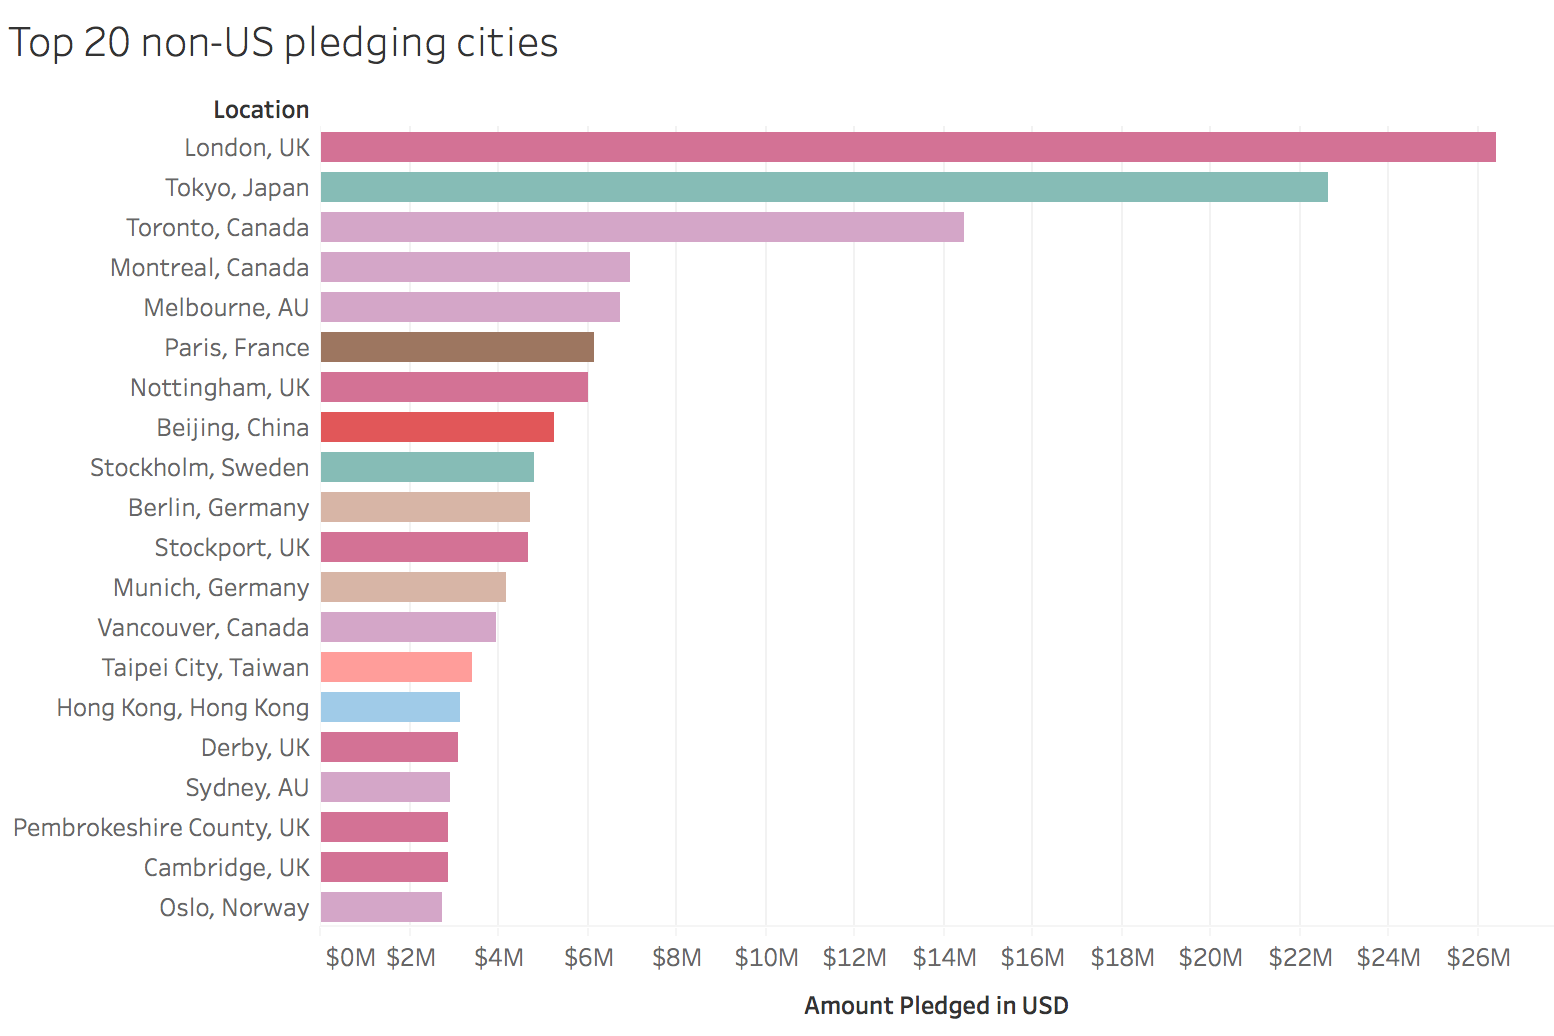 Top 20 non-US pledging cities
Location
London, UK
Tokyo, Japan
Toronto, Canada
Montreal, Canada
Melbourne, AU
Paris, France
Nottingham, UK
Beijing, China
Stockholm, Sweden
Berlin, Germany
Stockport, UK
Munich, Germany
Vancouver, Canada
Taipei City, Taiwan
Hong Kong, Hong Kong
Derby, UK
Sydney, AU
Pembrokeshire County, UK
Cambridge, UK
Oslo, Norway
$0M $2M $4M $6M $8M $10M $12M $14M $16M $18M $20M $22M $24M $26M
Amount Pledged in USD